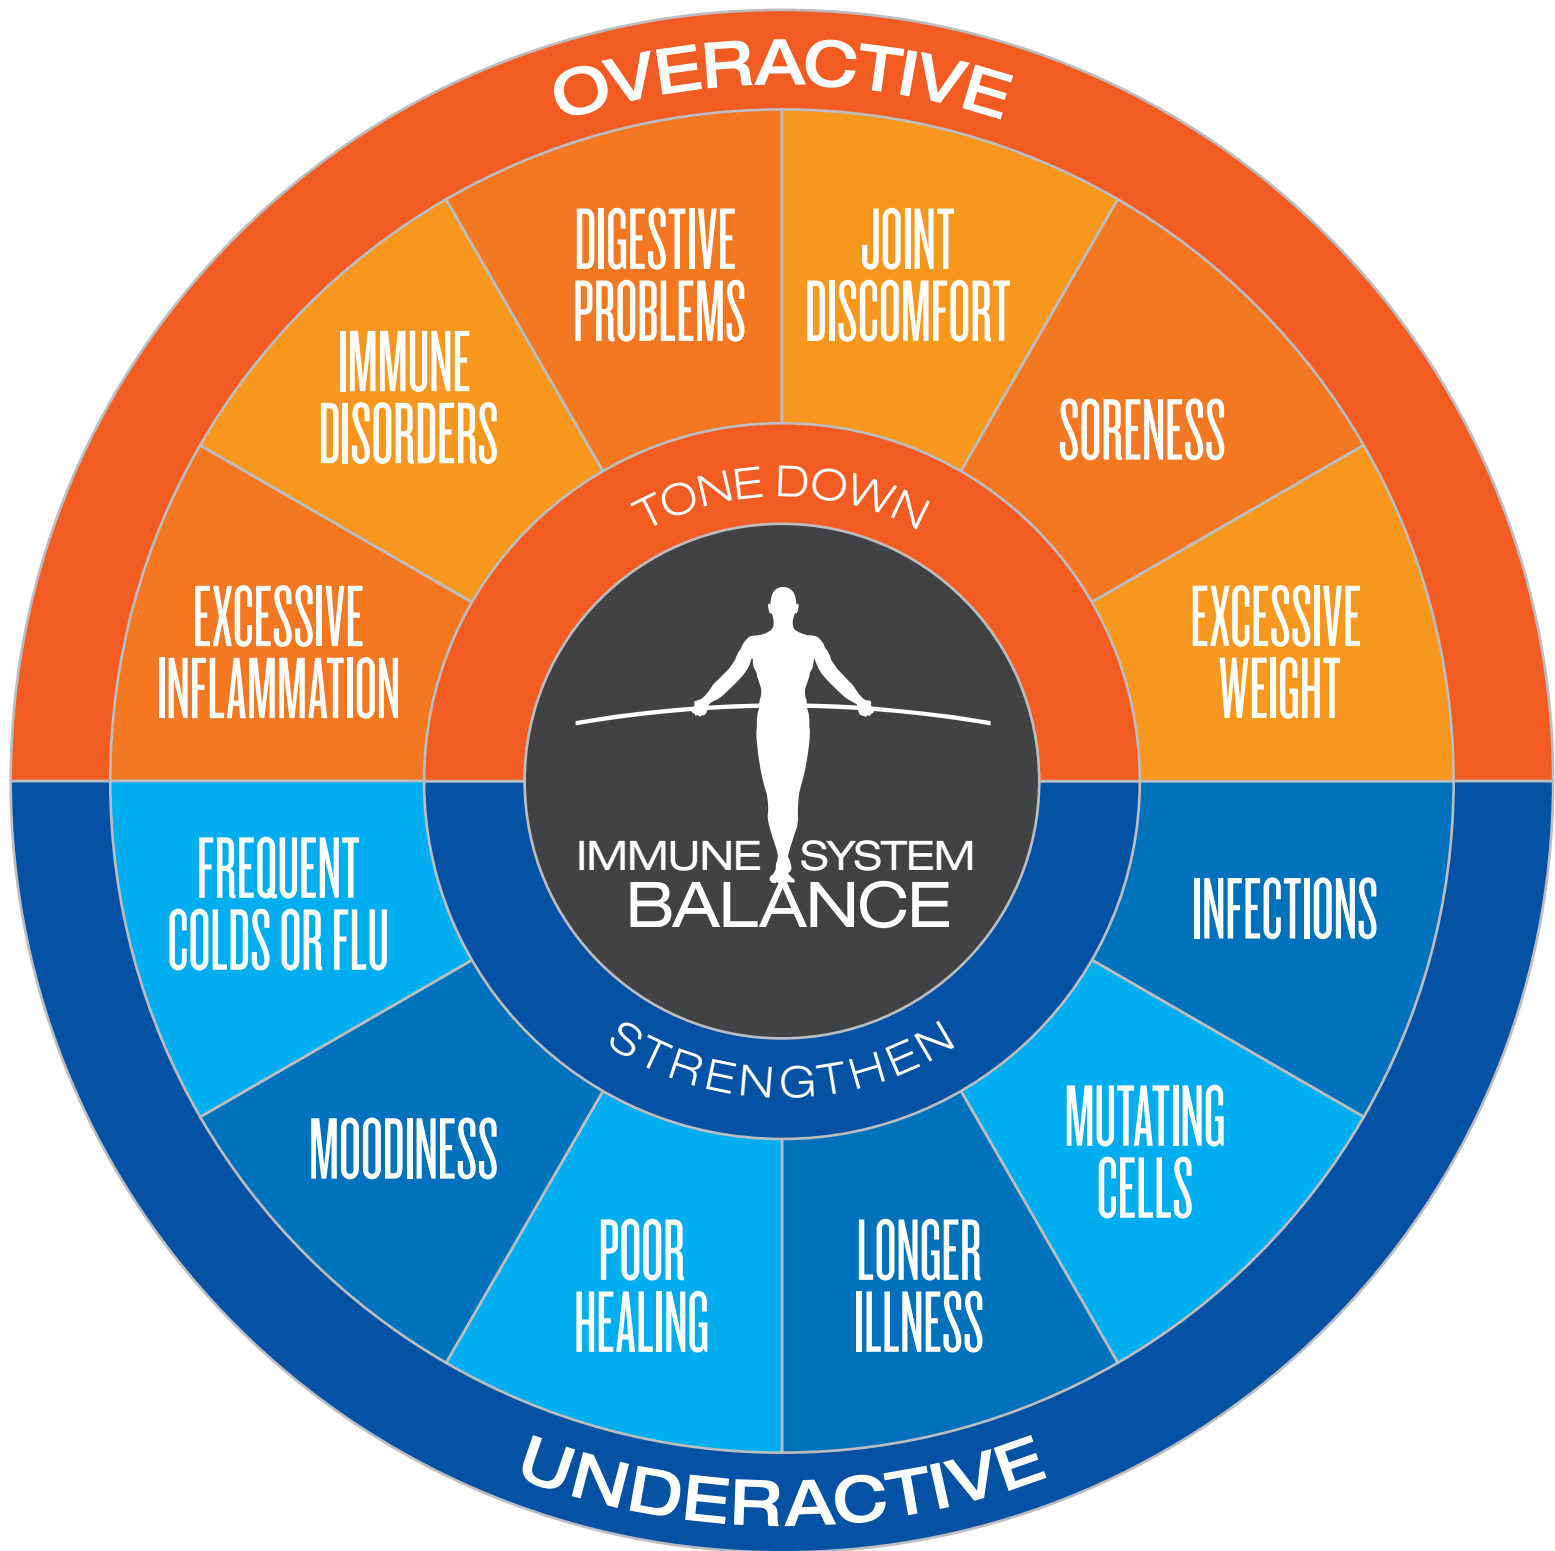 OVERACTIVE
DIGESTIVE
PROBLEMS
JOINT
DISCOMFORT
IMMUNE
DISORDERS
SORENESS
EXCESSIVE
INFLAMMATION
EXCESSIVE
WEIGHT
TONE DOWN
IMMUNE SYSTEM
BALANCE
STRENGTHEN
FREQUENT
COLDS OR FLU
INFECTIONS
MOODINESS
MUTATING
CELLS
POOR
HEALING
LONGER
ILLNESS
UNDERACTIVE